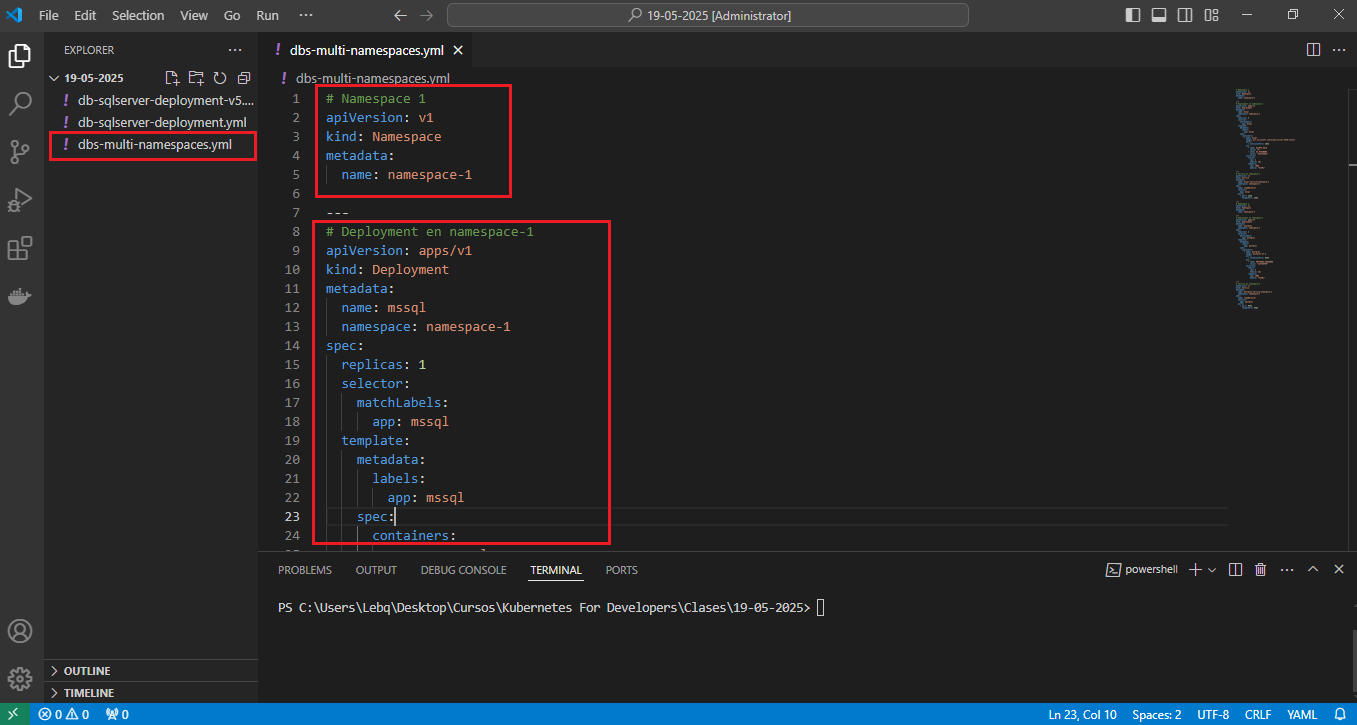 File Edit Selection View Go Run ···
19-05-2025 [Administrator]
EXPLORER
19-05-2025
db-sqlserver-deployment-v5....
db-sqlserver-deployment.yml
dbs-multi-namespaces.yml
OUTLINE
TIMELINE
dbs-multi-namespaces.yml
dbs-multi-namespaces.yml
1 # Namespace 1
2 apiVersion: v1
3 kind: Namespace
4 metadata:
5 name: namespace-1
6
7 ---
8 # Deployment en namespace-1
9 apiVersion: apps/v1
10 kind: Deployment
11 metadata:
12 name: mssql
13 namespace: namespace-1
14 spec:
15 replicas: 1
16 selector:
17 matchLabels:
18 app: mssql
19 template:
20 metadata:
21 labels:
22 app: mssql
23 spec:
24 containers:
PROBLEMS OUTPUT DEBUG CONSOLE TERMINAL PORTS
powershell
PS C:\Users\Lebq\Desktop\Cursos\Kubernetes For Developers\Clases\19-05-2025>
0 0 0
Ln 23, Col 10 Spaces: 2 UTF-8 CRLF YAML